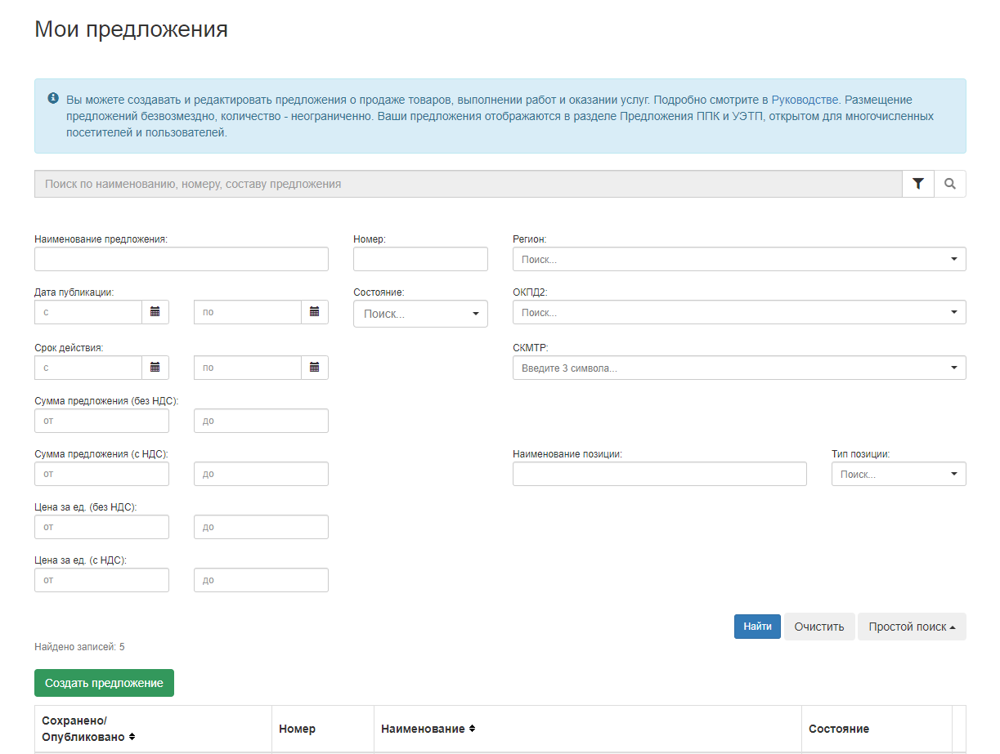 Мои предложения
Вы можете создавать и редактировать предложения о продаже товаров, выполнении работ и оказании услуг. Подробно смотрите в Руководстве. Размещение
предложений безвозмездно, количество - неограниченно. Ваши предложения отображаются в разделе Предложения ППК и УЭТП, открытом для многочисленных
посетителей и пользователей.
Поиск по наименованию, номеру, составу предложения
Наименование предложения: Номер: Регион:
Поиск...
Дата публикации: Состояние: ОКПД2:
с по Поиск... Поиск...
Срок действия: СКМТР:
с по Введите 3 символа...
Сумма предложения (без НДС):
от до
Сумма предложения (с НДС): Наименование позиции: Тип позиции:
от до Поиск...
Цена за ед. (без НДС):
от до
Цена за ед. (с НДС):
от до
Найти Очистить Простой поиск
Найдено записей: 5
Создать предложение
Сохранено/
Опубликовано Номер Наименование Состояние